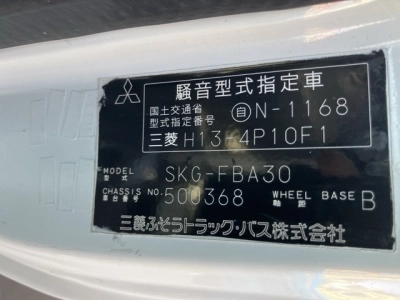 騒音型式指定車
国土交通省
型式指定番号 自N-1168
三菱 H13-4P10F1
MODEL
型式 SKG-FBA30
CHASSIS NO.
車台番号 500368 WHEEL BASE
軸距 B
三菱ふそうトラック・バス株式会社